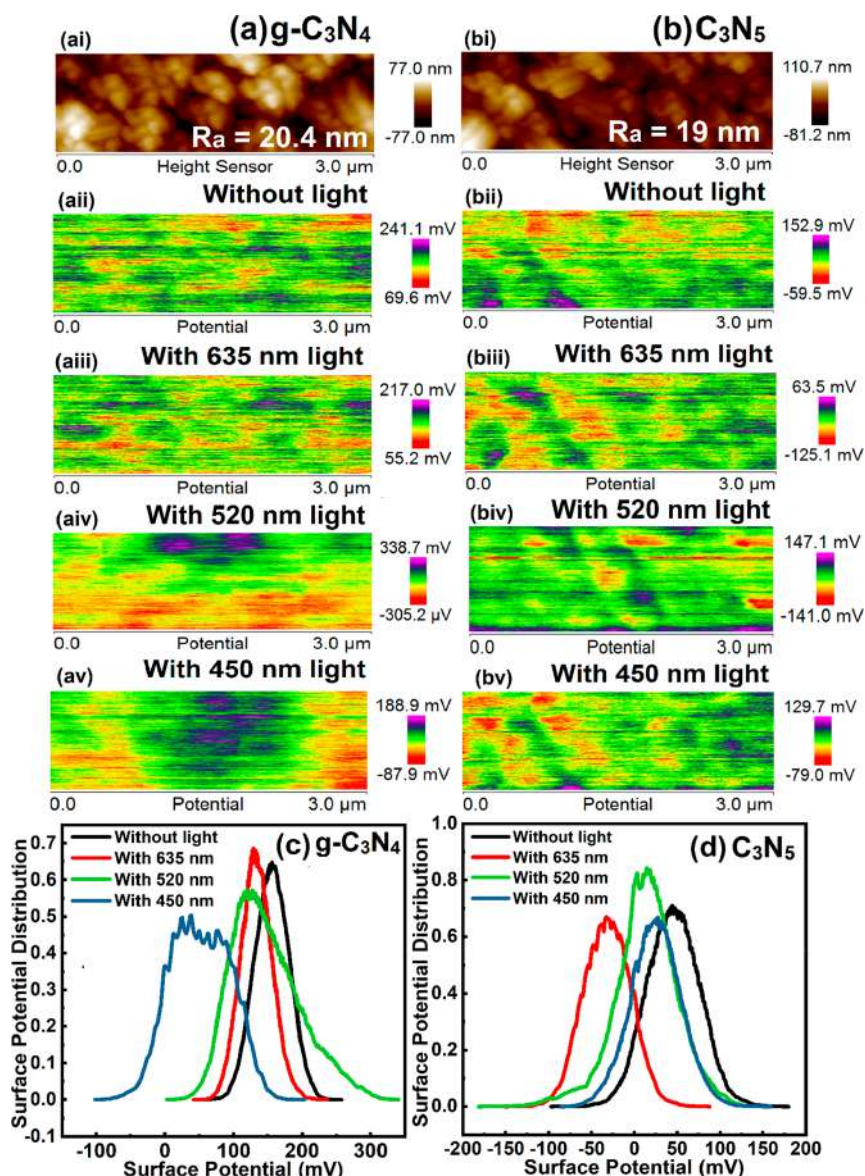 (a) g-C₃N₄
(b) C₃N₅
(ai)
77.0 nm
-77.0 nm
Ra = 20.4 nm
0.0 Height Sensor 3.0 µm
(bi)
110.7 nm
-81.2 nm
Ra = 19 nm
0.0 Height Sensor 3.0 µm
(aii) Without light
241.1 mV
69.6 mV
0.0 Potential 3.0 µm
(bii) Without light
152.9 mV
-59.5 mV
0.0 Potential 3.0 µm
(aiii) With 635 nm light
217.0 mV
55.2 mV
0.0 Potential 3.0 µm
(biii) With 635 nm light
63.5 mV
-125.1 mV
0.0 Potential 3.0 µm
(aiv) With 520 nm light
338.7 mV
-305.2 µV
0.0 Potential 3.0 µm
(biv) With 520 nm light
147.1 mV
-141.0 mV
0.0 Potential 3.0 µm
(av) With 450 nm light
188.9 mV
-87.9 mV
0.0 Potential 3.0 µm
(bv) With 450 nm light
129.7 mV
-79.0 mV
0.0 Potential 3.0 µm
(c) g-C₃N₄
Without light
With 635 nm
With 520 nm
With 450 nm
Surface Potential Distribution
0.7
0.6
0.5
0.4
0.3
0.2
0.1
0.0
-0.1
-100 0 100 200 300
Surface Potential (mV)
(d) C₃N₅
Without light
With 635 nm
With 520 nm
With 450 nm
Surface Potential Distribution
1.0
0.8
0.6
0.4
0.2
0.0
-200 -150 -100 -50 0 50 100 150 200
Surface Potential (mV)